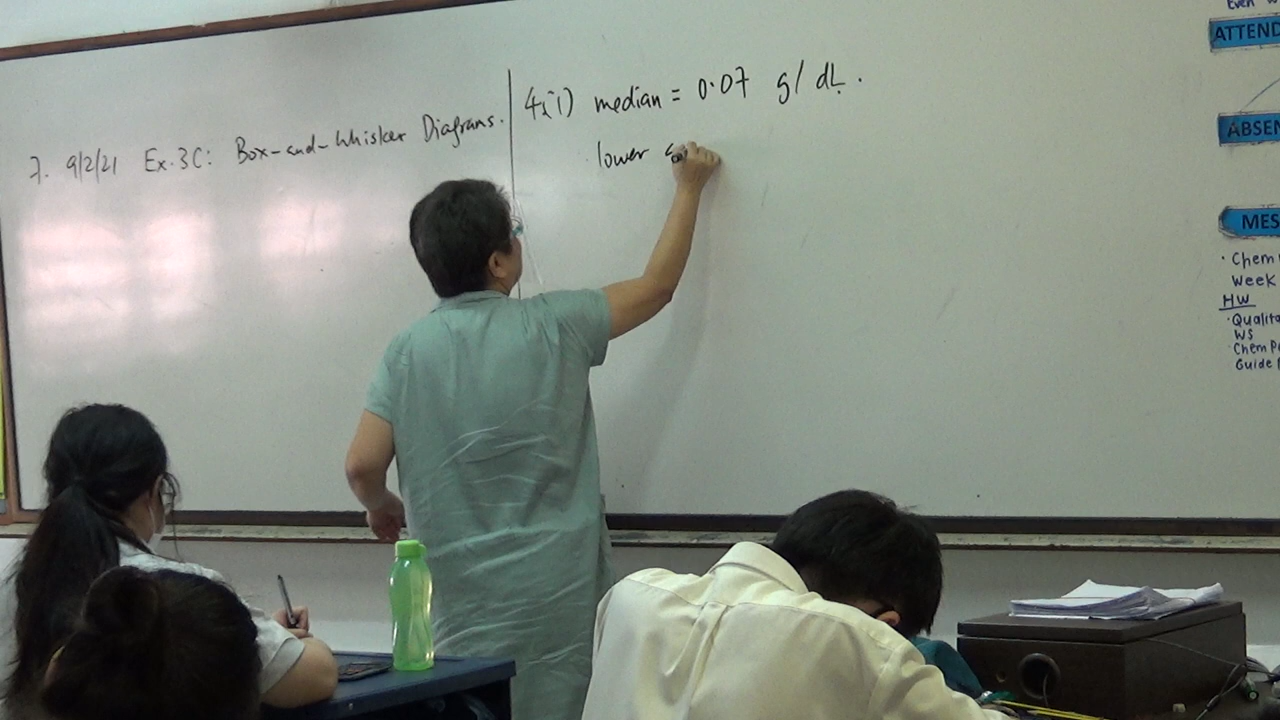 7. 9/2/21 Ex.3C: Box-and-Whisker Diagrams.
4.(i) median = 0.07 g/dL.
lower
Even
ATTEND
ABSEN
MES
· Chem
Week
HW
· Qualita
WS
· Chem P
Guide